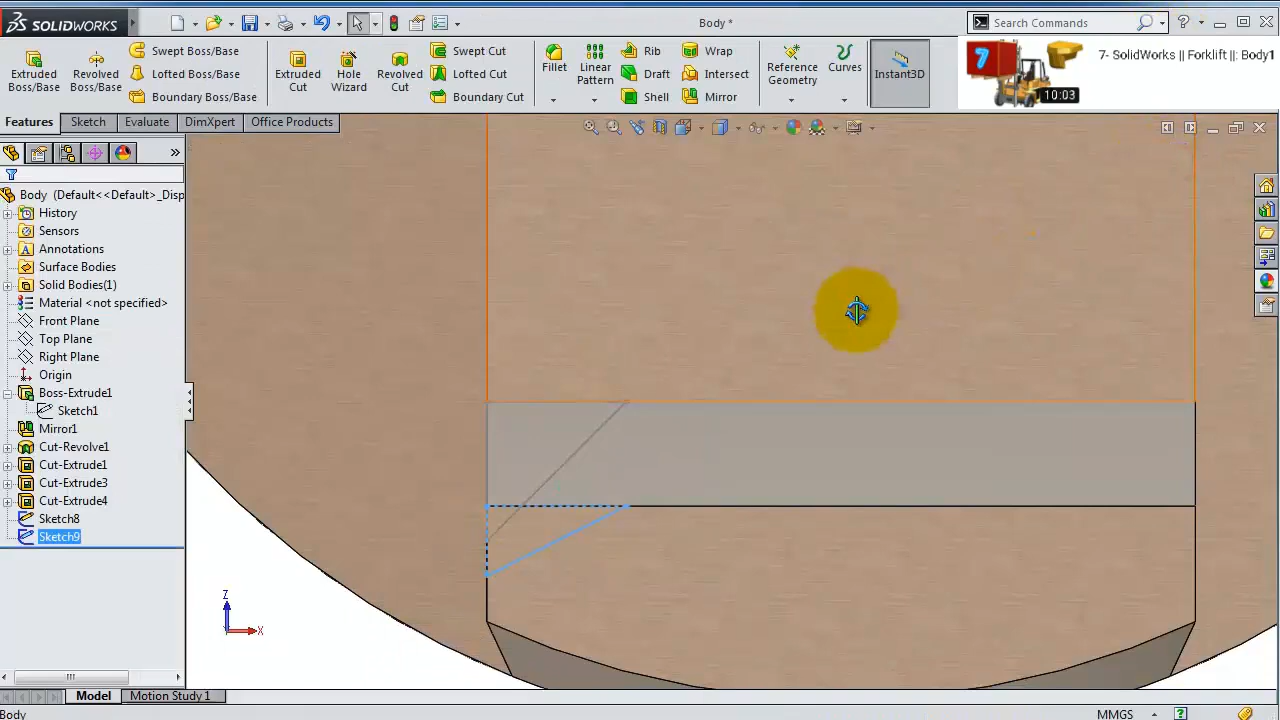 SOLIDWORKS
Body *
Search Commands
Extruded Boss/Base
Revolved Boss/Base
Swept Boss/Base
Lofted Boss/Base
Boundary Boss/Base
Extruded Cut
Hole Wizard
Revolved Cut
Swept Cut
Lofted Cut
Boundary Cut
Fillet
Linear Pattern
Rib
Draft
Shell
Wrap
Intersect
Mirror
Reference Geometry
Curves
Instant3D
7
10:03
7- SolidWorks || Forklift ||: Body1
Features
Sketch
Evaluate
DimXpert
Office Products
Body (Default<<Default>_Disp
History
Sensors
Annotations
Surface Bodies
Solid Bodies(1)
Material <not specified>
Front Plane
Top Plane
Right Plane
Origin
Boss-Extrude1
Sketch1
Mirror1
Cut-Revolve1
Cut-Extrude1
Cut-Extrude3
Cut-Extrude4
Sketch8
Sketch9
Z
X
Model
Motion Study 1
Body
MMGS